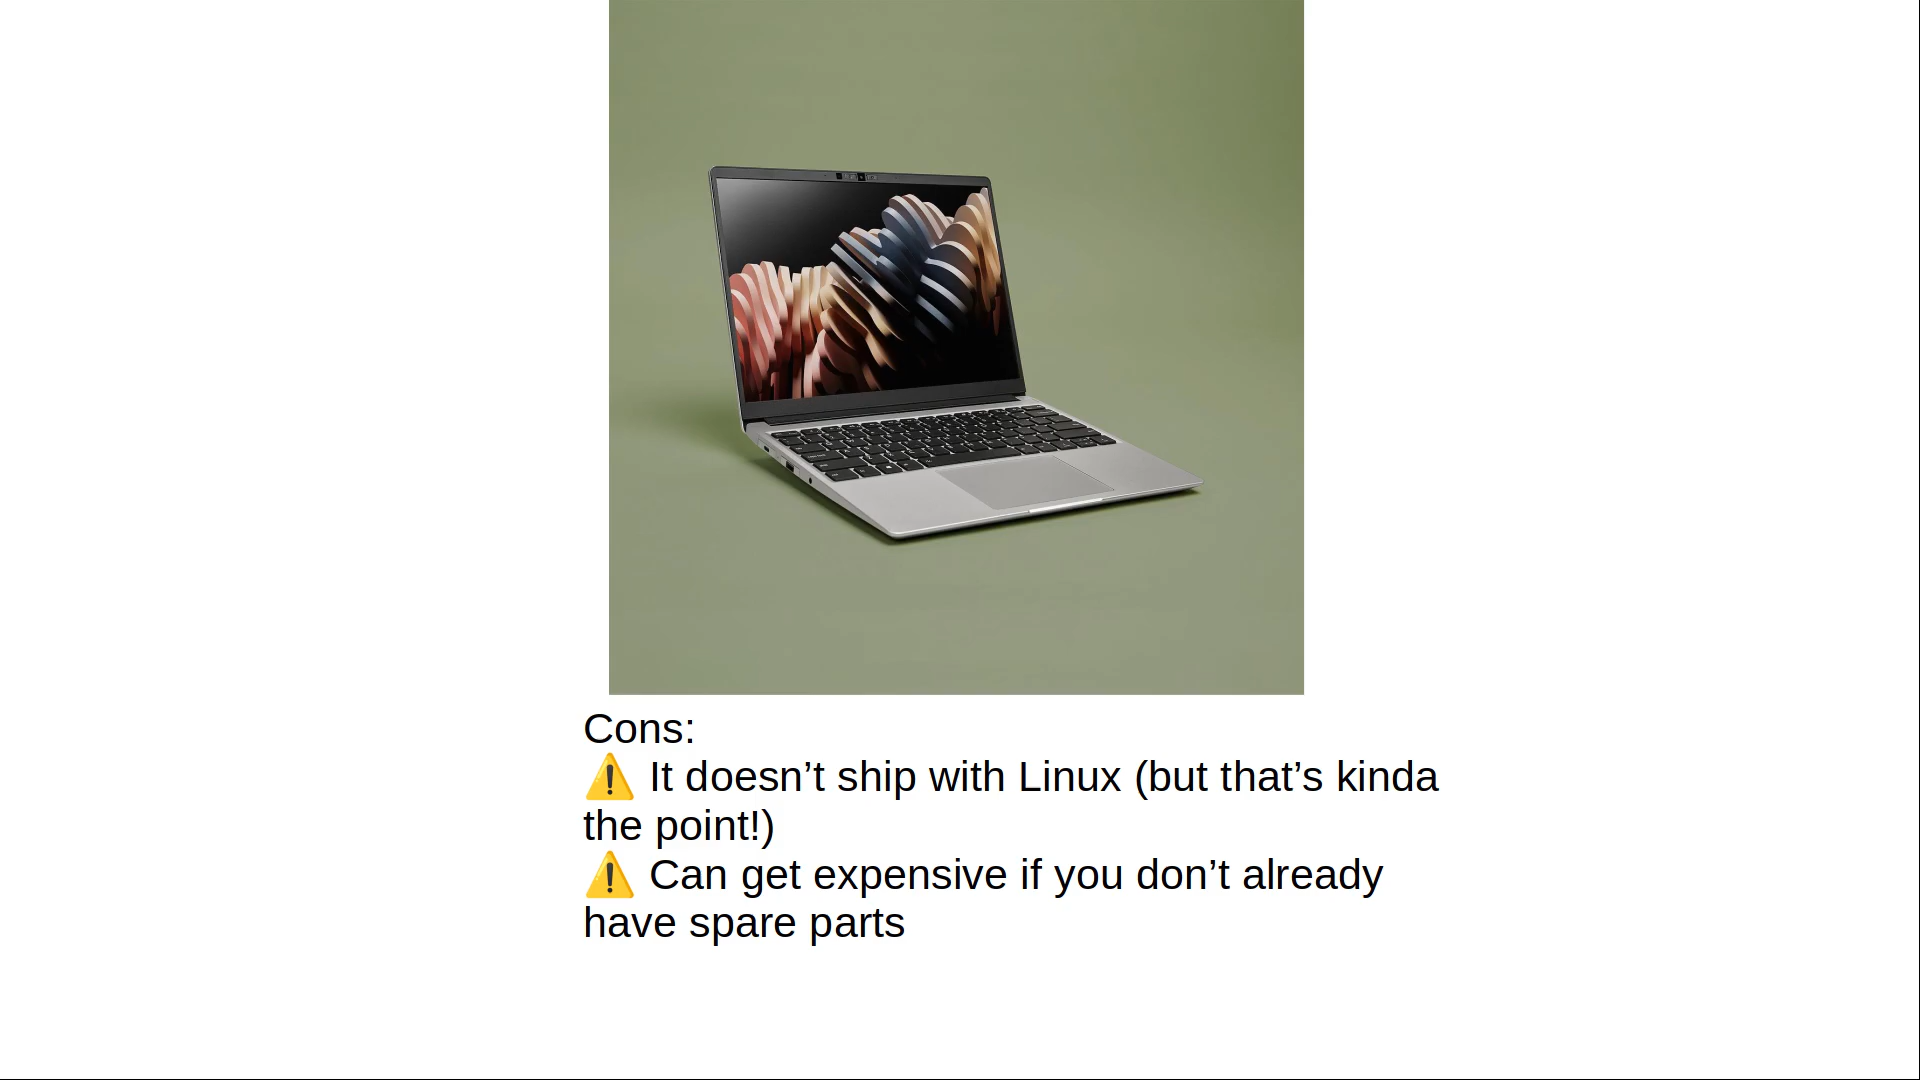 Cons:
⚠️ It doesn’t ship with Linux (but that’s kinda
the point!)
⚠️ Can get expensive if you don’t already
have spare parts